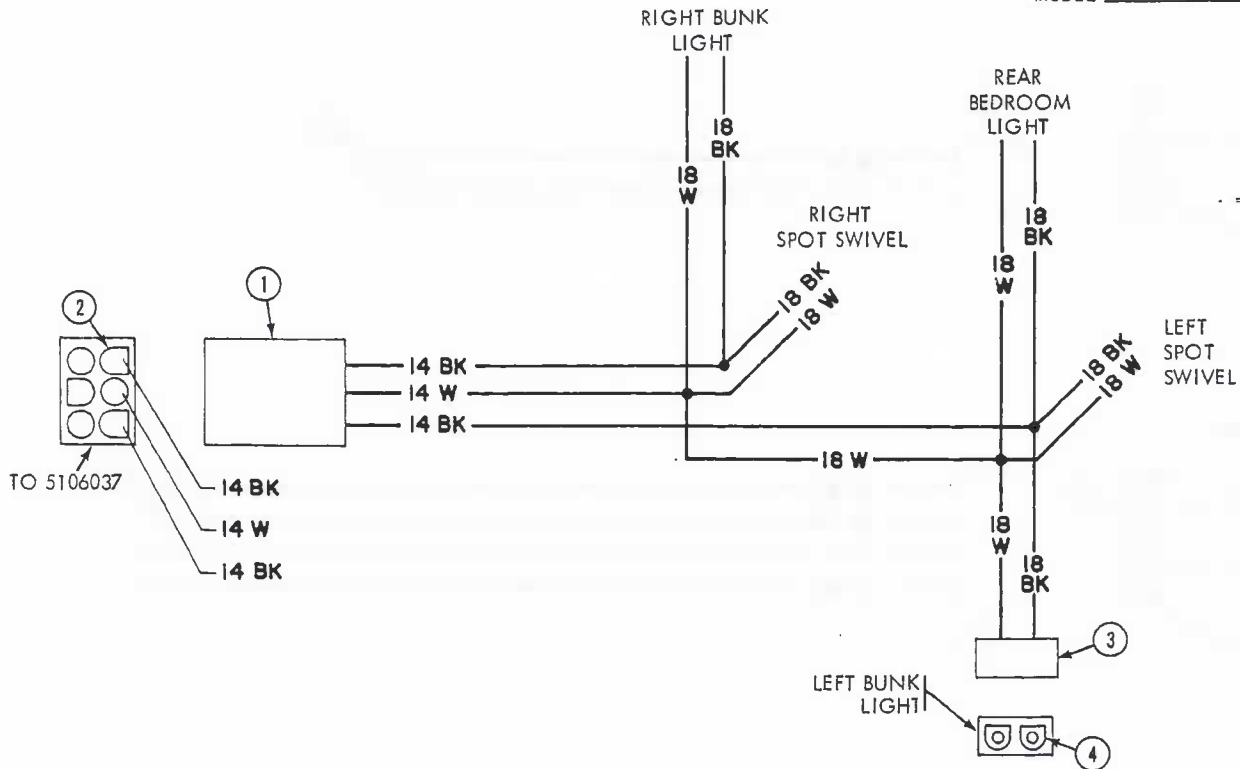 RIGHT BUNK
LIGHT
REAR
BEDROOM
LIGHT
18
BK
18
W
RIGHT
SPOT SWIVEL
18
BK
18
W
18 BK
18 W
LEFT
SPOT
SWIVEL
18 BK
18 W
1
2
14 BK
14 W
14 BK
18 W
TO 5106037
14 BK
14 W
14 BK
18
W
18
BK
3
LEFT BUNK
LIGHT
4